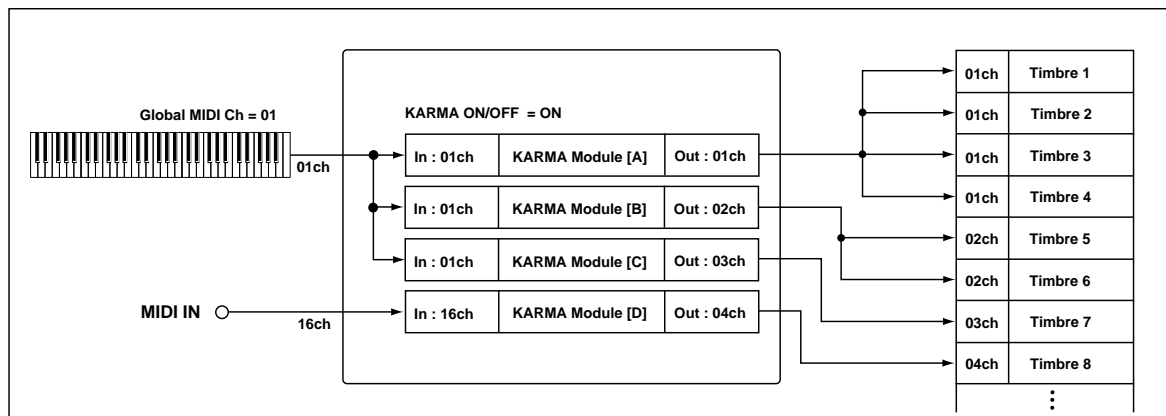 Global MIDI Ch = 01
01ch
MIDI IN
16ch
KARMA ON/OFF = ON
In : 01ch KARMA Module [A] Out : 01ch
In : 01ch KARMA Module [B] Out : 02ch
In : 01ch KARMA Module [C] Out : 03ch
In : 16ch KARMA Module [D] Out : 04ch
01ch Timbre 1
01ch Timbre 2
01ch Timbre 3
01ch Timbre 4
02ch Timbre 5
02ch Timbre 6
03ch Timbre 7
04ch Timbre 8